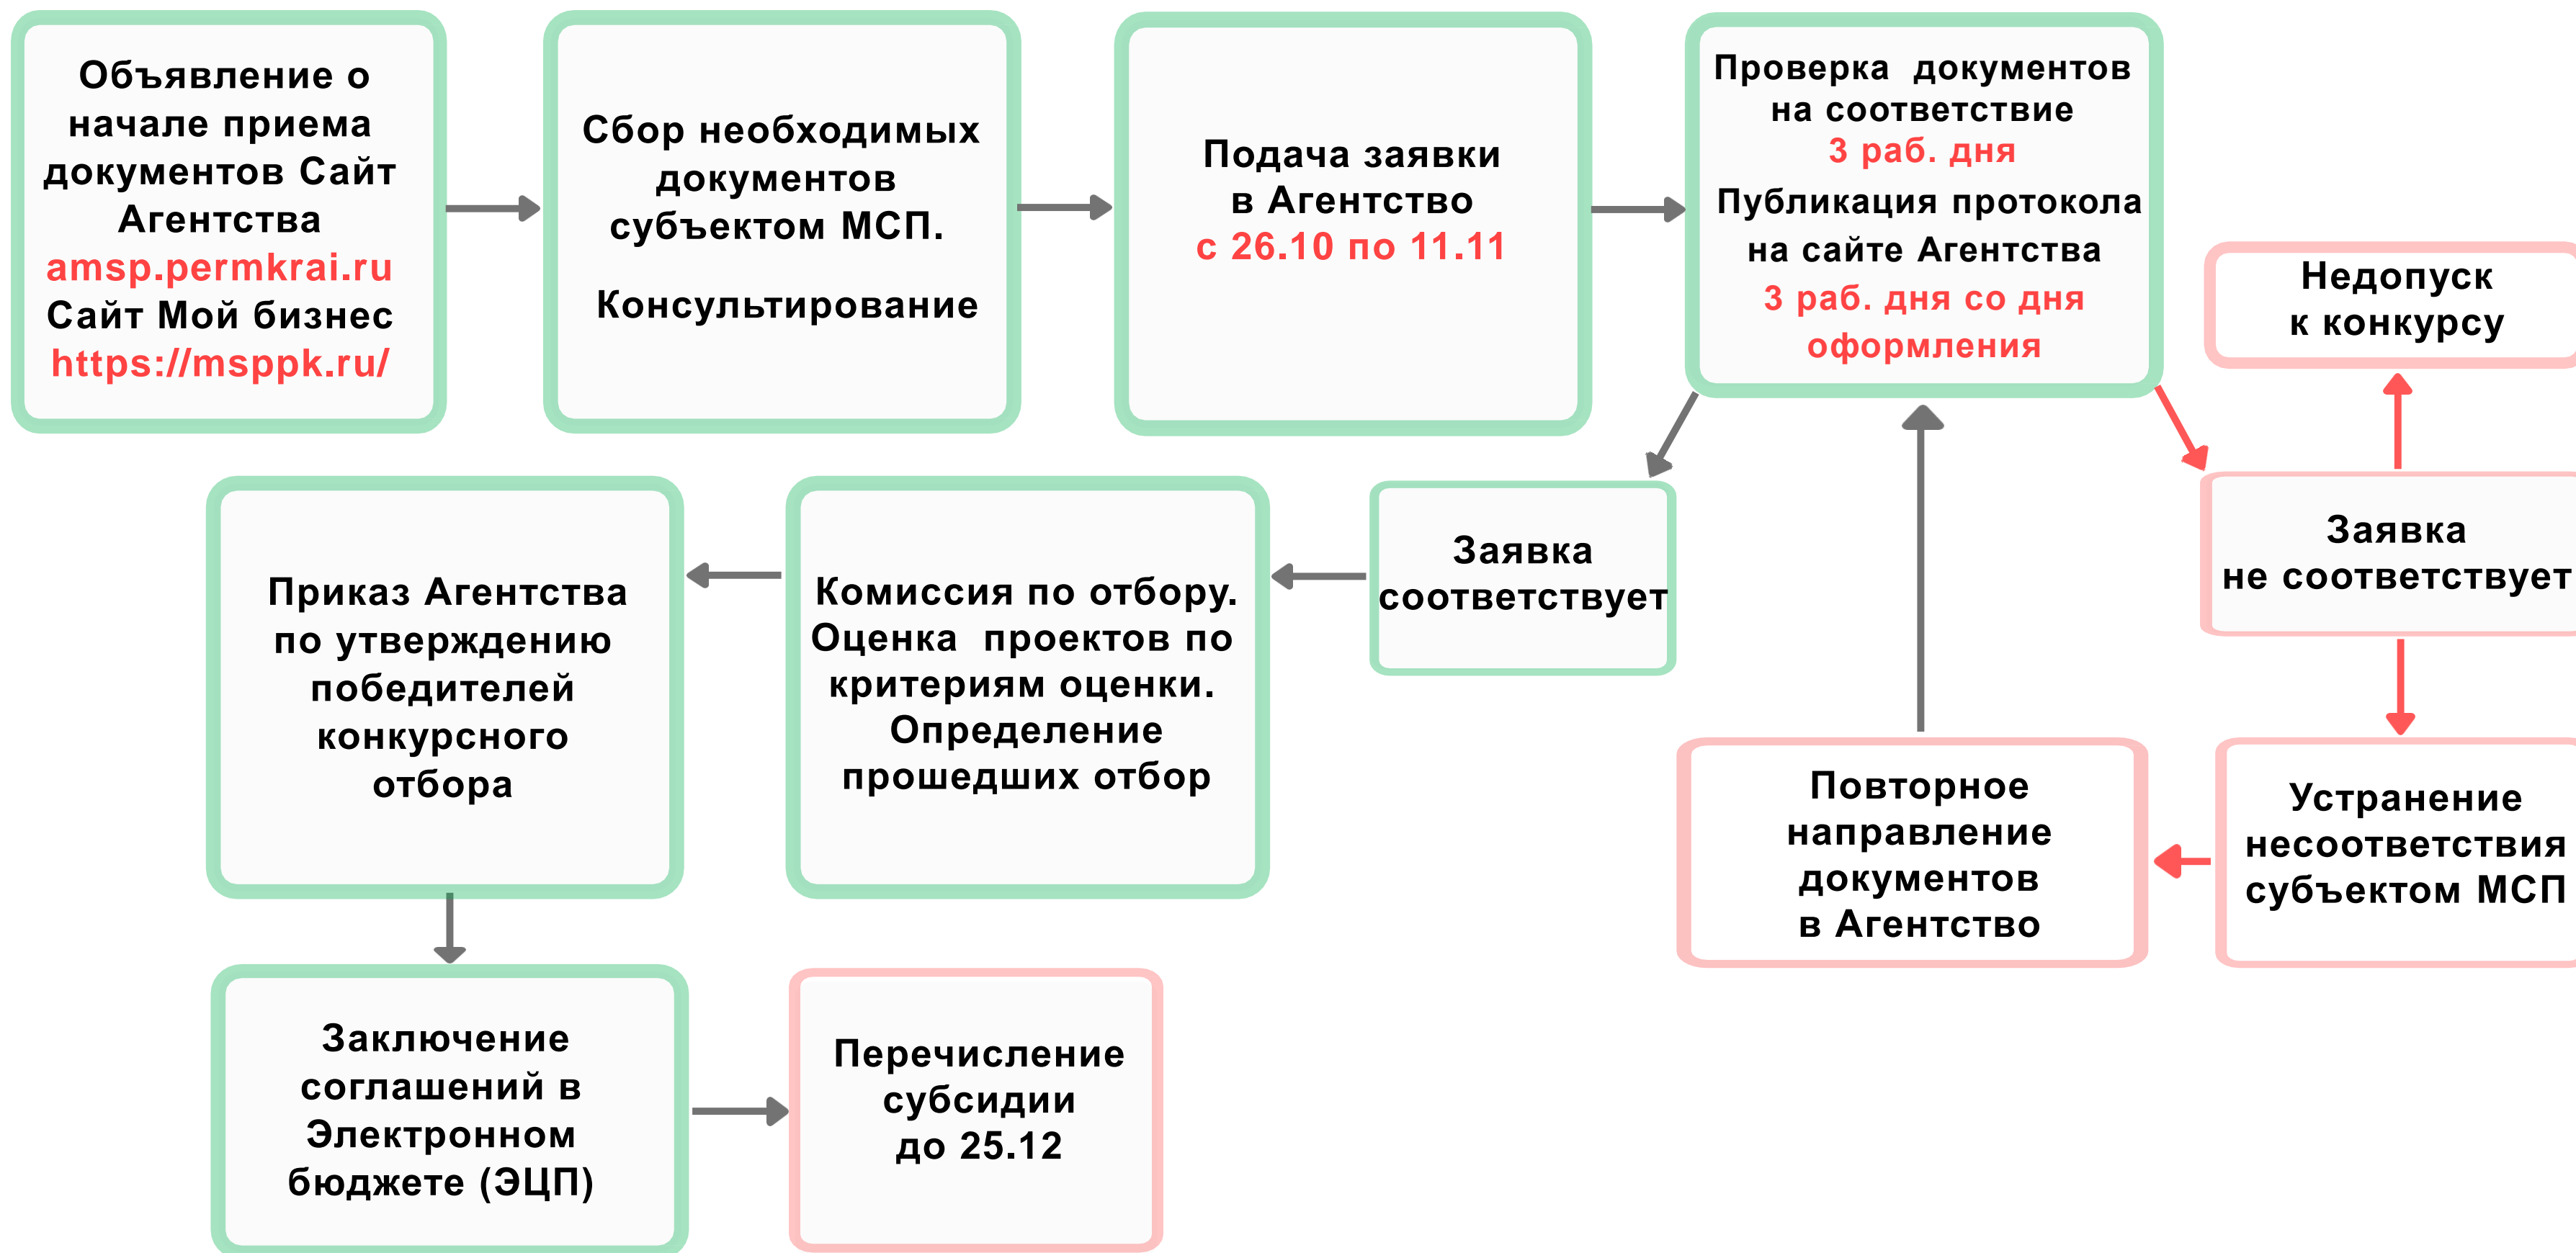 Объявление о
начале приема
документов Сайт
Агентства
amsp.permkrai.ru
Сайт Мой бизнес
https://msppk.ru/
Сбор необходимых
документов
субъектом МСП.
Консультирование
Подача заявки
в Агентство
с 26.10 по 11.11
Проверка документов
на соответствие
3 раб. дня
Публикация протокола
на сайте Агентства
3 раб. дня со дня
оформления
Недопуск
к конкурсу
Заявка
не соответствует
Устранение
несоответствия
субъектом МСП
Повторное
направление
документов
в Агентство
Заявка
соответствует
Комиссия по отбору.
Оценка проектов по
критериям оценки.
Определение
прошедших отбор
Приказ Агентства
по утверждению
победителей
конкурсного
отбора
Заключение
соглашений в
Электронном
бюджете (ЭЦП)
Перечисление
субсидии
до 25.12